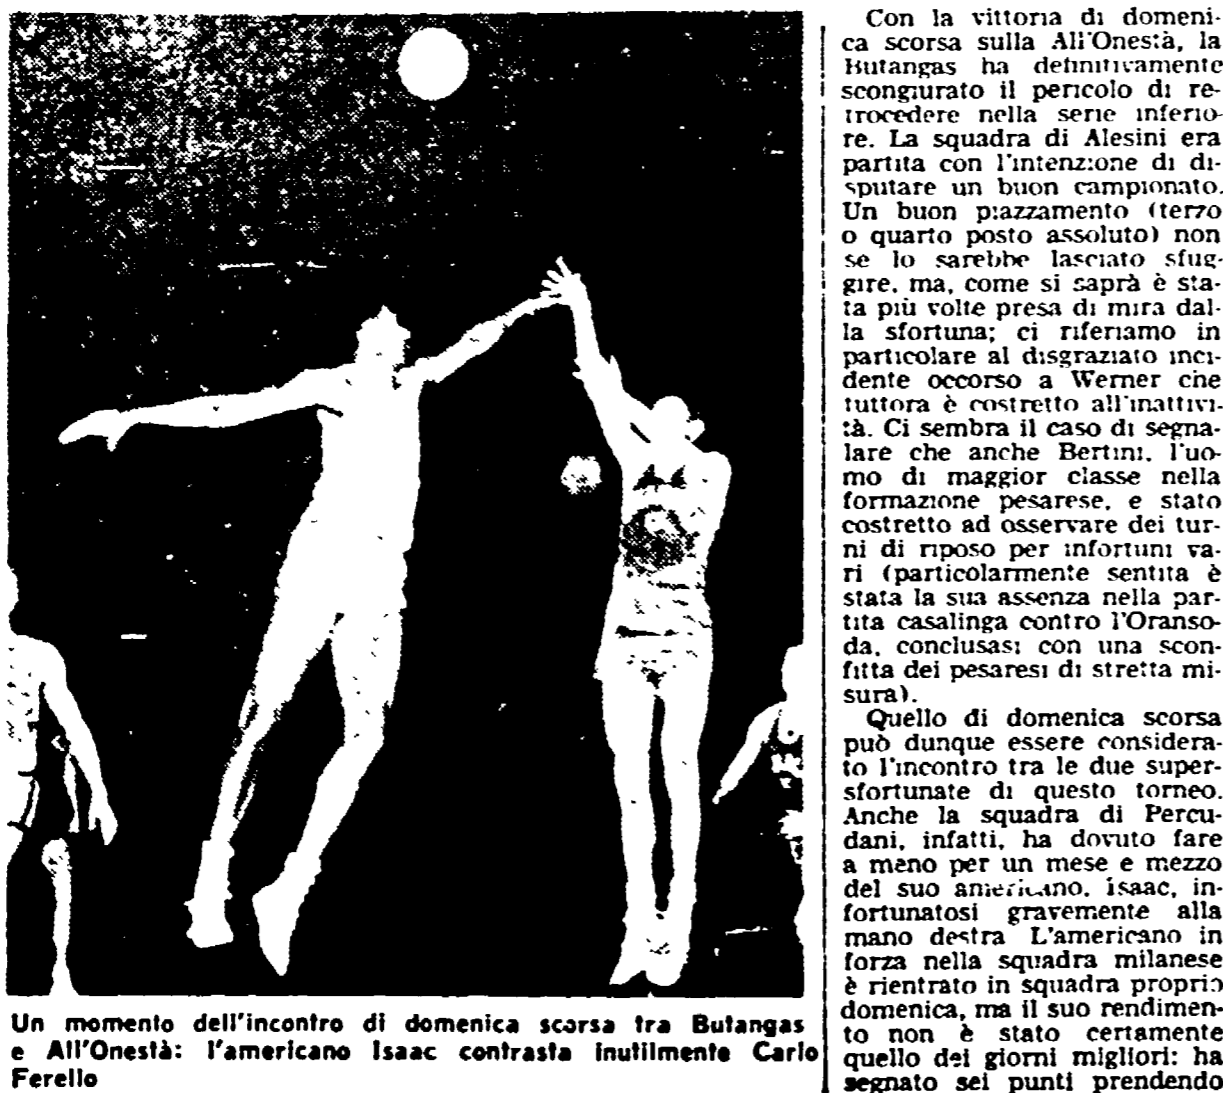 Un momento dell'incontro di domenica scorsa tra Butangas
e All'Onestà: l'americano Isaac contrasta inutilmente Carlo
Ferello
Con la vittoria di domeni-
ca scorsa sulla All'Onestà, la
Butangas ha definitivamente
scongiurato il pericolo di re-
trocedere nella serie inferio-
re. La squadra di Alesini era
partita con l'intenzione di di-
sputare un buon campionato.
Un buon piazzamento (terzo
o quarto posto assoluto) non
se lo sarebbe lasciato sfug-
gire, ma, come si saprà è sta-
ta più volte presa di mira dal-
la sfortuna; ci riferiamo in
particolare al disgraziato inci-
dente occorso a Werner che
tuttora è costretto all'inattivi-
tà. Ci sembra il caso di segna-
lare che anche Bertini, l'uo-
mo di maggior classe nella
formazione pesarese, e stato
costretto ad osservare dei tur-
ni di riposo per infortuni va-
ri (particolarmente sentita è
stata la sua assenza nella par-
tita casalinga contro l'Oranso-
da, conclusasi con una scon-
fitta dei pesaresi di stretta mi-
sura).
Quello di domenica scorsa
può dunque essere considera-
to l'incontro tra le due super-
sfortunate di questo torneo.
Anche la squadra di Percu-
dani, infatti, ha dovuto fare
a meno per un mese e mezzo
del suo americano, Isaac, in-
fortunatosi gravemente alla
mano destra L'americano in
forza nella squadra milanese
è rientrato in squadra proprio
domenica, ma il suo rendimen-
to non è stato certamente
quello dei giorni migliori: ha
segnato sei punti prendendo